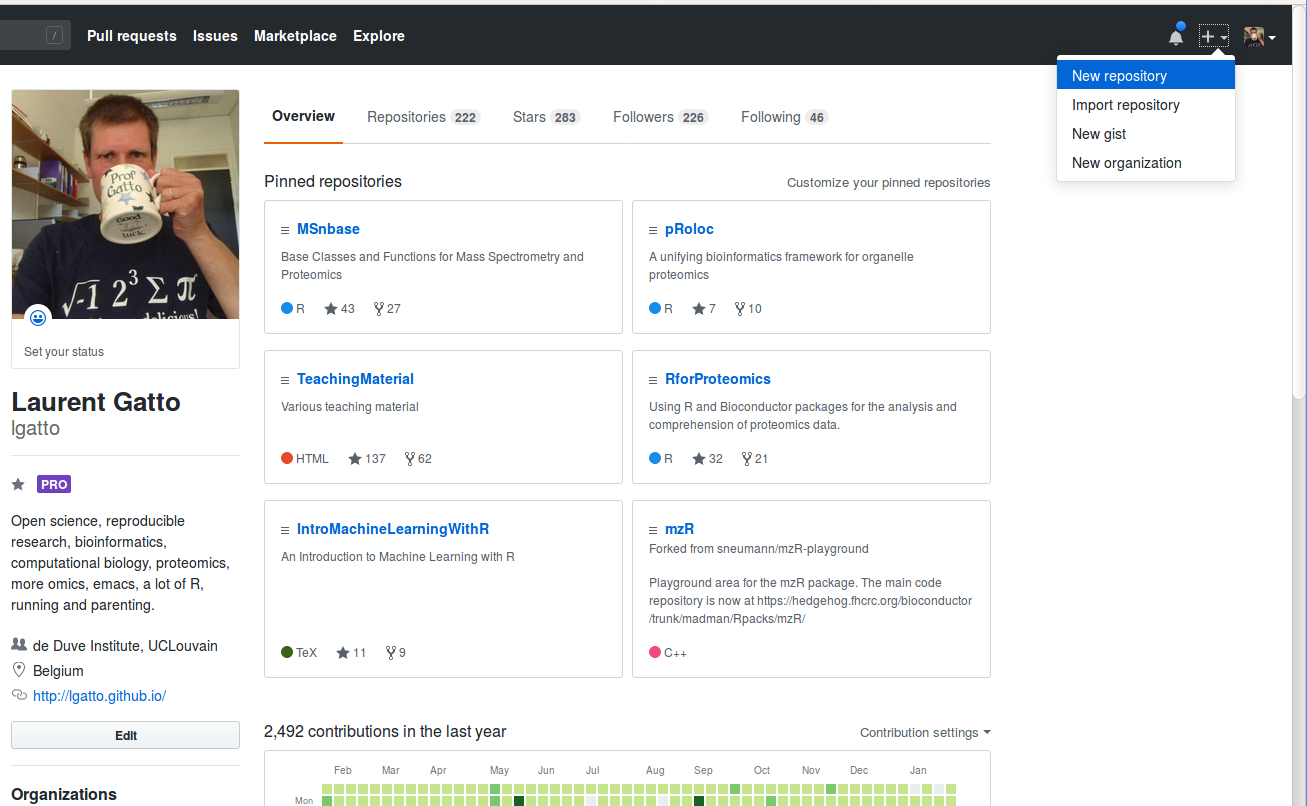 / Pull requests Issues Marketplace Explore
New repository
Import repository
New gist
New organization
Overview Repositories 222 Stars 283 Followers 226 Following 46
Prof
Gatto
Good
luck
√-1 2³ Σ π
Set your status
Laurent Gatto
lgatto
PRO
Open science, reproducible
research, bioinformatics,
computational biology, proteomics,
more omics, emacs, a lot of R,
running and parenting.
de Duve Institute, UCLouvain
Belgium
http://lgatto.github.io/
Edit
Organizations
Pinned repositories
Customize your pinned repositories
MSnbase
Base Classes and Functions for Mass Spectrometry and
Proteomics
R 43 27
pRoloc
A unifying bioinformatics framework for organelle
proteomics
R 7 10
TeachingMaterial
Various teaching material
HTML 137 62
RforProteomics
Using R and Bioconductor packages for the analysis and
comprehension of proteomics data.
R 32 21
IntroMachineLearningWithR
An Introduction to Machine Learning with R
TeX 11 9
mzR
Forked from sneumann/mzR-playground
Playground area for the mzR package. The main code
repository is now at https://hedgehog.fhcrc.org/bioconductor
/trunk/madman/Rpacks/mzR/
C++
2,492 contributions in the last year
Contribution settings
Feb Mar Apr May Jun Jul Aug Sep Oct Nov Dec Jan
Mon